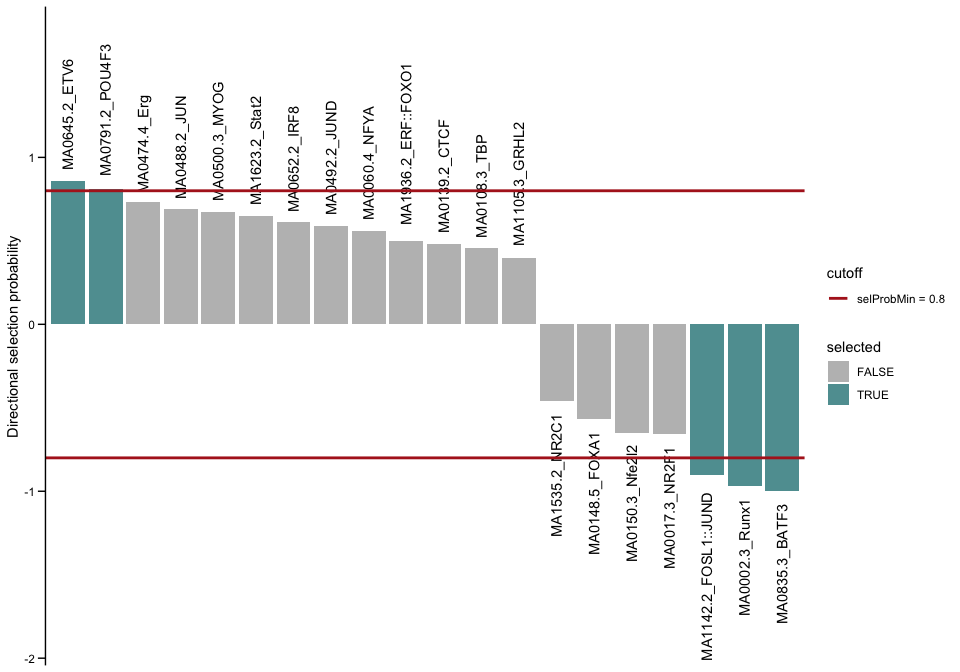 Directional selection probability
1
0
-1
-2
MA0645.2_ETV6
MA0791.2_POU4F3
MA0474.4_Erg
MA0488.2_JUN
MA0500.3_MYOG
MA1623.2_Stat2
MA0652.2_IRF8
MA0492.2_JUND
MA0060.4_NFYA
MA1936.2_ERF::FOXO1
MA0139.2_CTCF
MA0108.3_TBP
MA1105.3_GRHL2
MA1535.2_NR2C1
MA0148.5_FOXA1
MA0150.3_Nfe2l2
MA0017.3_NR2F1
MA1142.2_FOSL1::JUND
MA0002.3_Runx1
MA0835.3_BATF3
cutoff
selProbMin = 0.8
selected
FALSE
TRUE